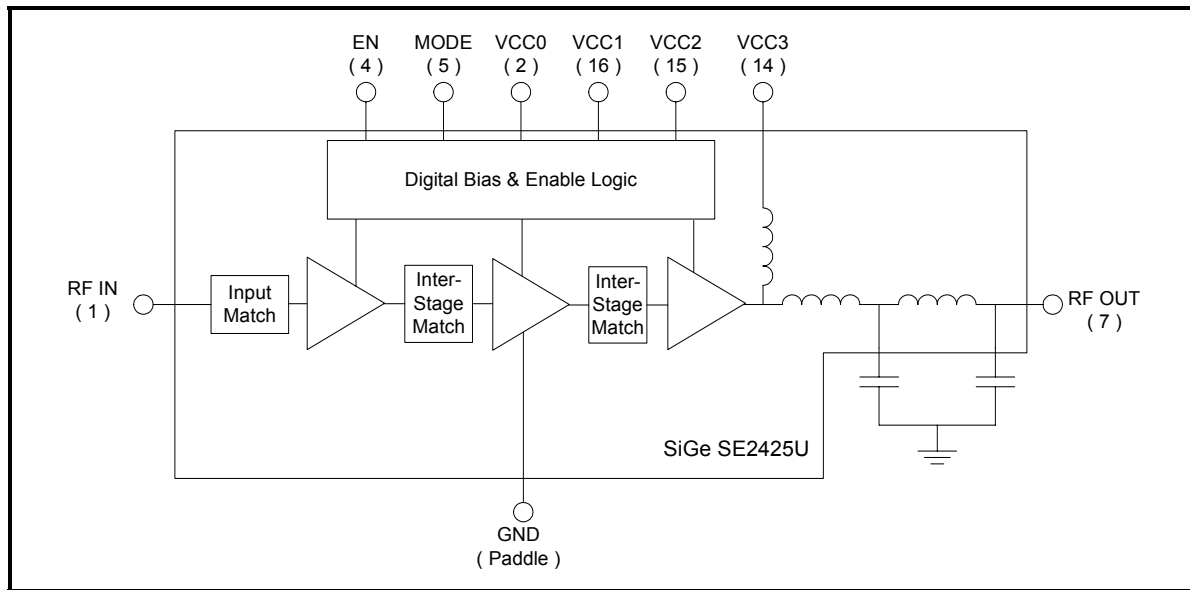 EN MODE VCC0 VCC1 VCC2 VCC3
( 4 ) ( 5 ) ( 2 ) ( 16 ) ( 15 ) ( 14 )
Digital Bias & Enable Logic
RF IN
( 1 )
Input
Match
Inter-
Stage
Match
Inter-
Stage
Match
RF OUT
( 7 )
SiGe SE2425U
GND
( Paddle )